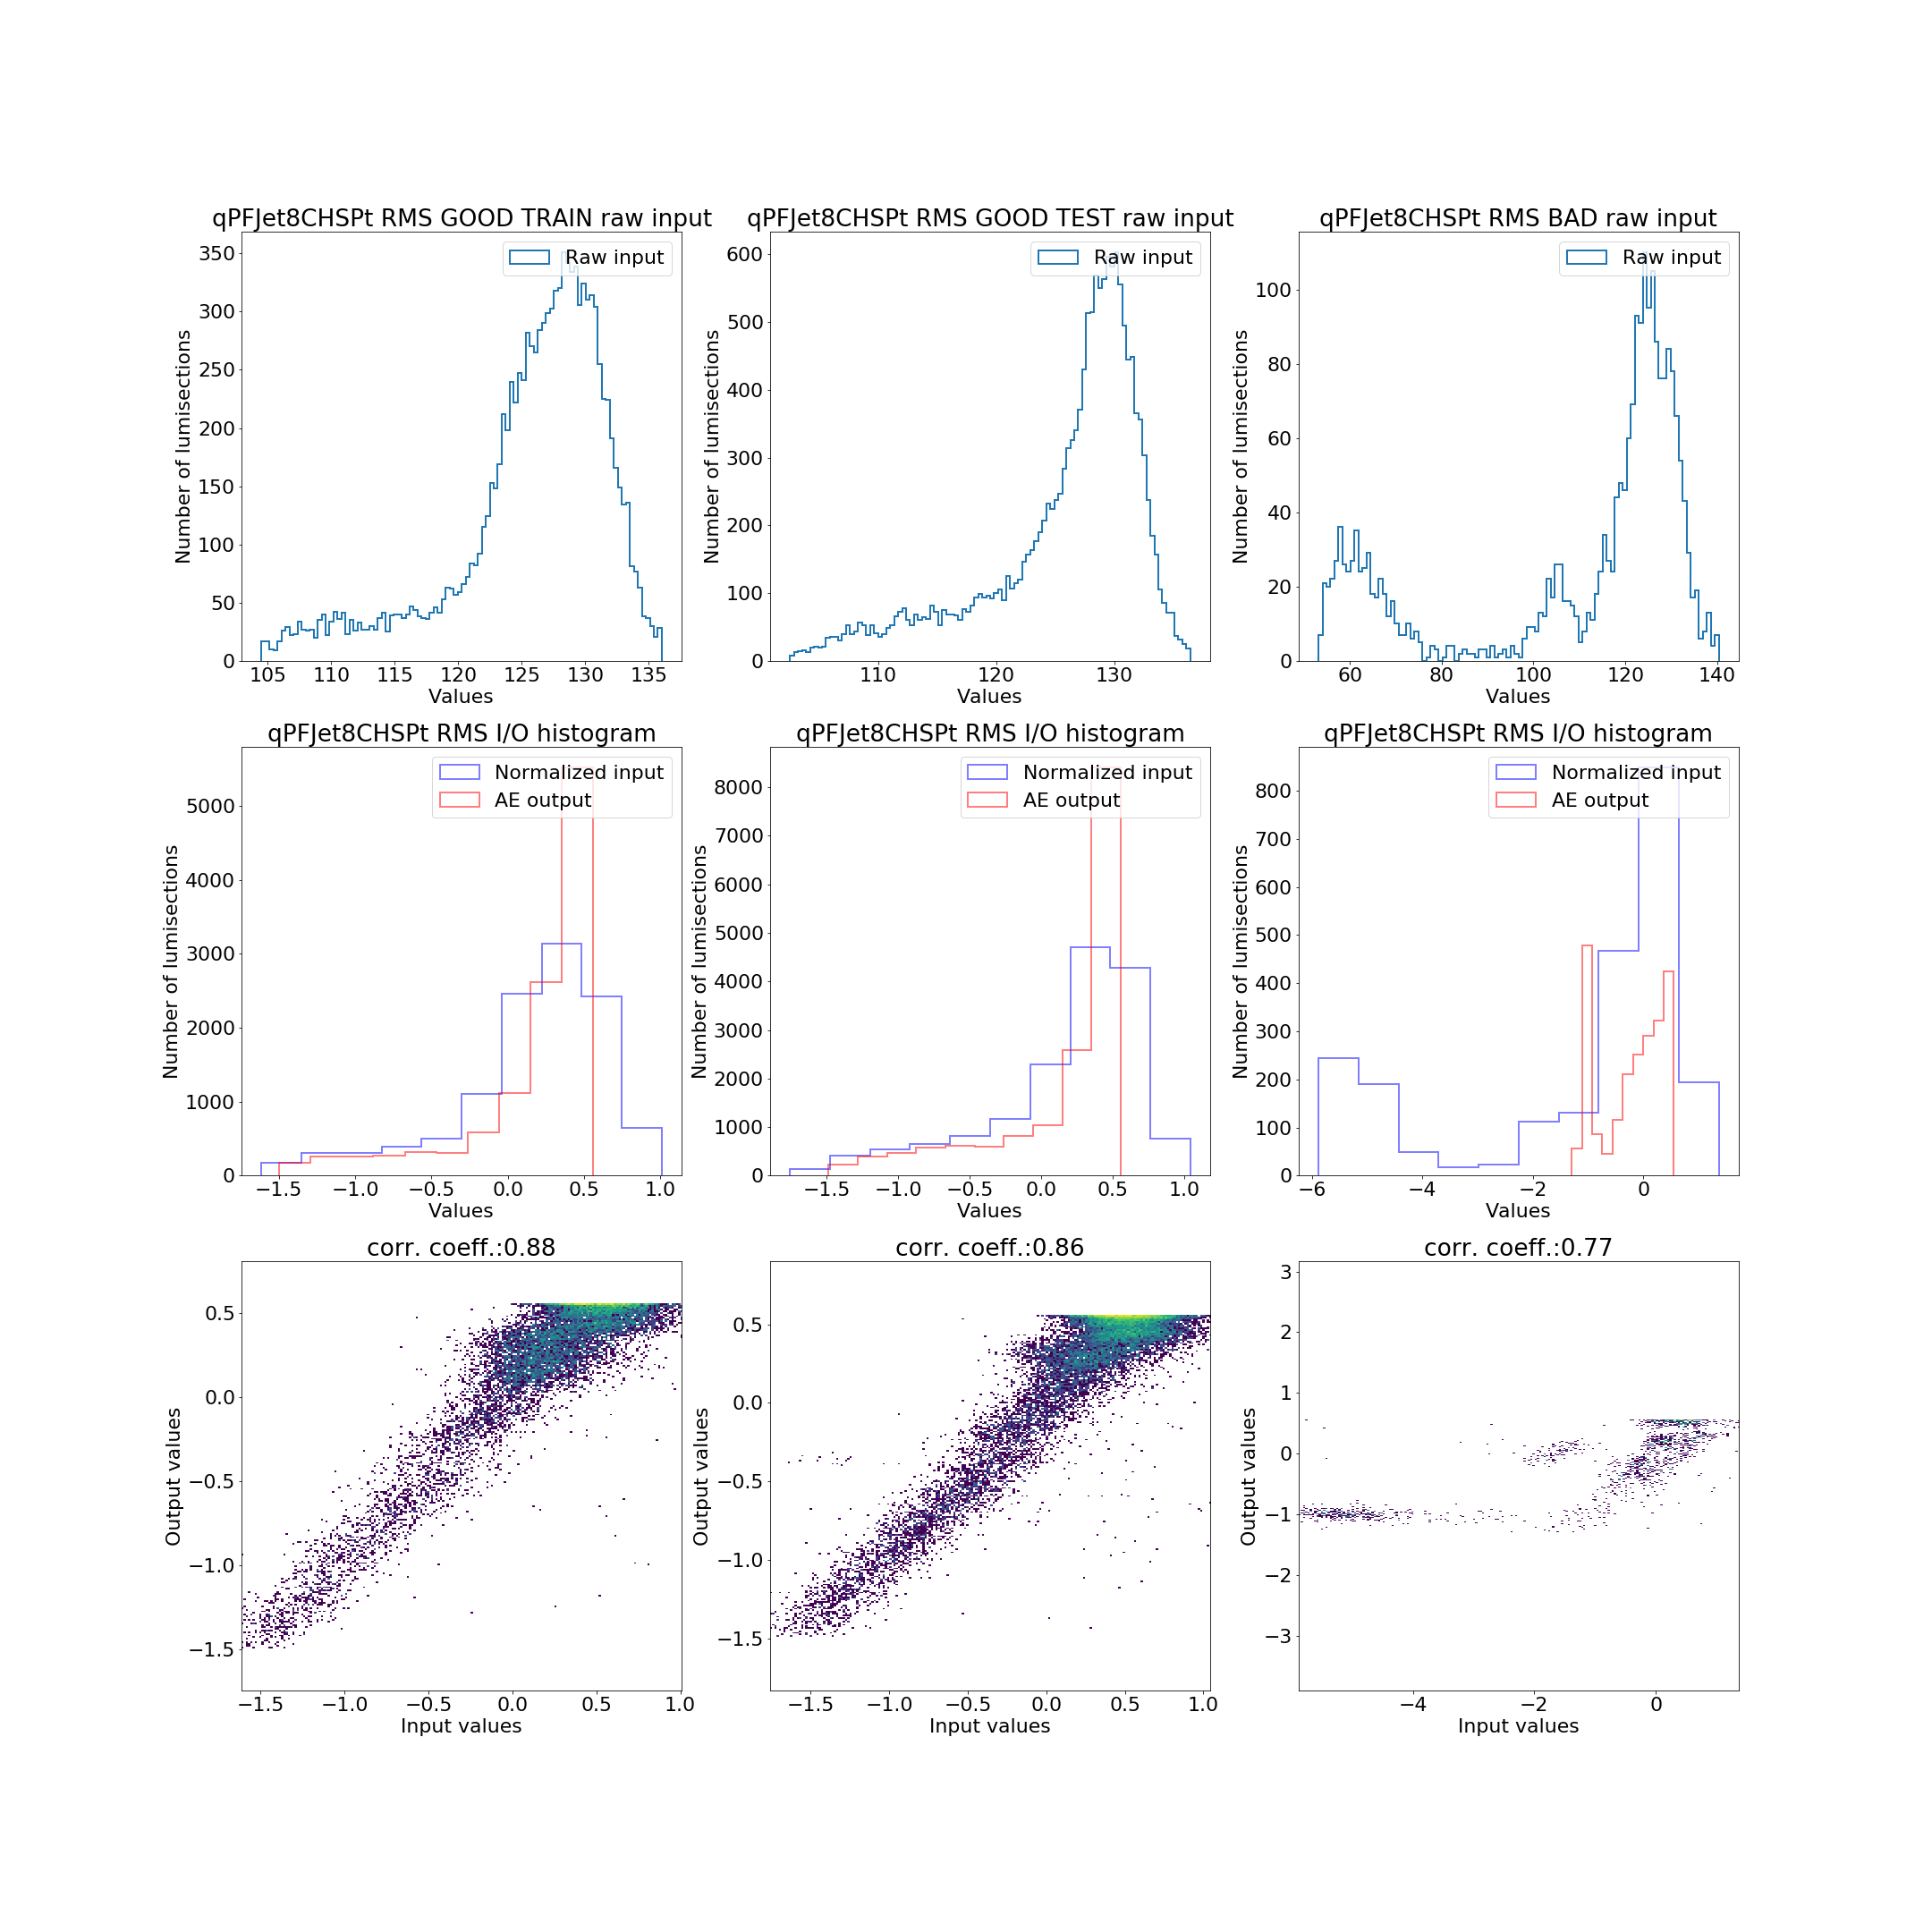 qPFJet8CHSPt RMS GOOD TRAIN raw input
Raw input
350
300
250
200
150
100
50
0
105 110 115 120 125 130 135
Number of lumisections
Values
qPFJet8CHSPt RMS GOOD TEST raw input
Raw input
600
500
400
300
200
100
0
110 120 130
Number of lumisections
Values
qPFJet8CHSPt RMS BAD raw input
Raw input
100
80
60
40
20
0
60 80 100 120 140
Number of lumisections
Values
qPFJet8CHSPt RMS I/O histogram
Normalized input
AE output
5000
4000
3000
2000
1000
0
−1.5 −1.0 −0.5 0.0 0.5 1.0
Number of lumisections
Values
qPFJet8CHSPt RMS I/O histogram
Normalized input
AE output
8000
7000
6000
5000
4000
3000
2000
1000
0
−1.5 −1.0 −0.5 0.0 0.5 1.0
Number of lumisections
Values
qPFJet8CHSPt RMS I/O histogram
Normalized input
AE output
800
700
600
500
400
300
200
100
0
−6 −4 −2 0
Number of lumisections
Values
corr. coeff.:0.88
0.5
0.0
−0.5
−1.0
−1.5
−1.5 −1.0 −0.5 0.0 0.5 1.0
Output values
Input values
corr. coeff.:0.86
0.5
0.0
−0.5
−1.0
−1.5
−1.5 −1.0 −0.5 0.0 0.5 1.0
Output values
Input values
corr. coeff.:0.77
3
2
1
0
−1
−2
−3
−4 −2 0
Output values
Input values